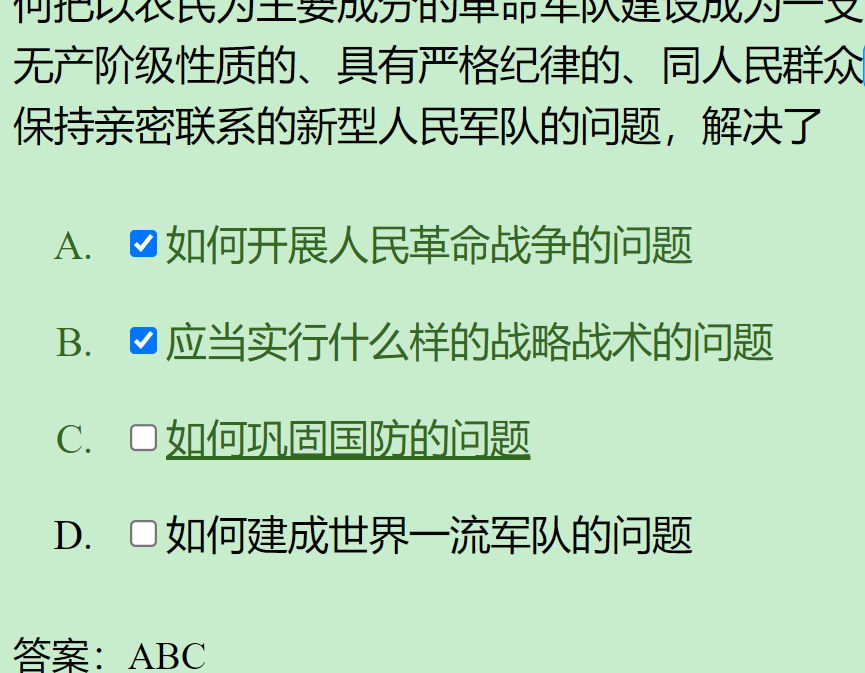 何把以农民为主要成分的革命军队建设成为一支
无产阶级性质的、具有严格纪律的、同人民群众
保持亲密联系的新型人民军队的问题，解决了
A. 如何开展人民革命战争的问题
B. 应当实行什么样的战略战术的问题
C. 如何巩固国防的问题
D. 如何建成世界一流军队的问题
答案：ABC